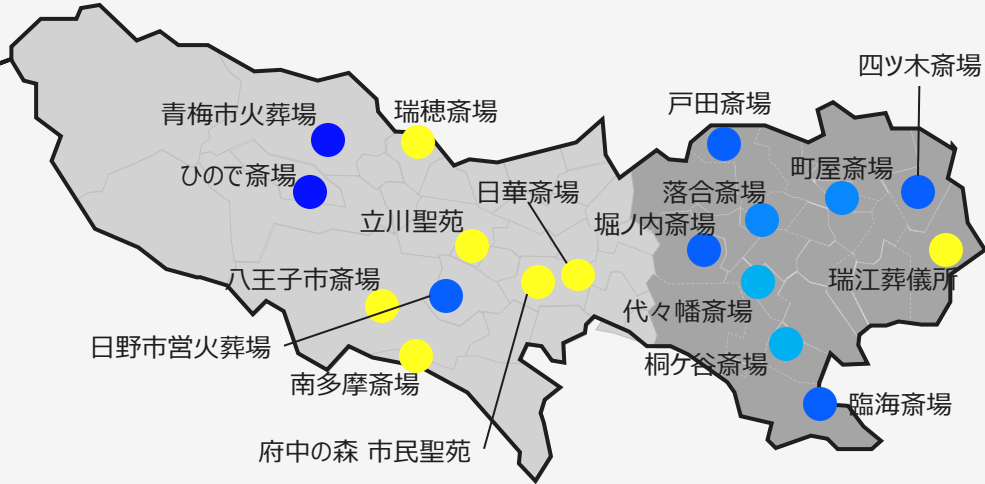 四ツ木斎場
戸田斎場
青梅市火葬場
瑞穂斎場
町屋斎場
ひので斎場
日華斎場
落合斎場
立川聖苑
堀ノ内斎場
八王子市斎場
瑞江葬儀所
代々幡斎場
日野市営火葬場
桐ケ谷斎場
南多摩斎場
臨海斎場
府中の森 市民聖苑